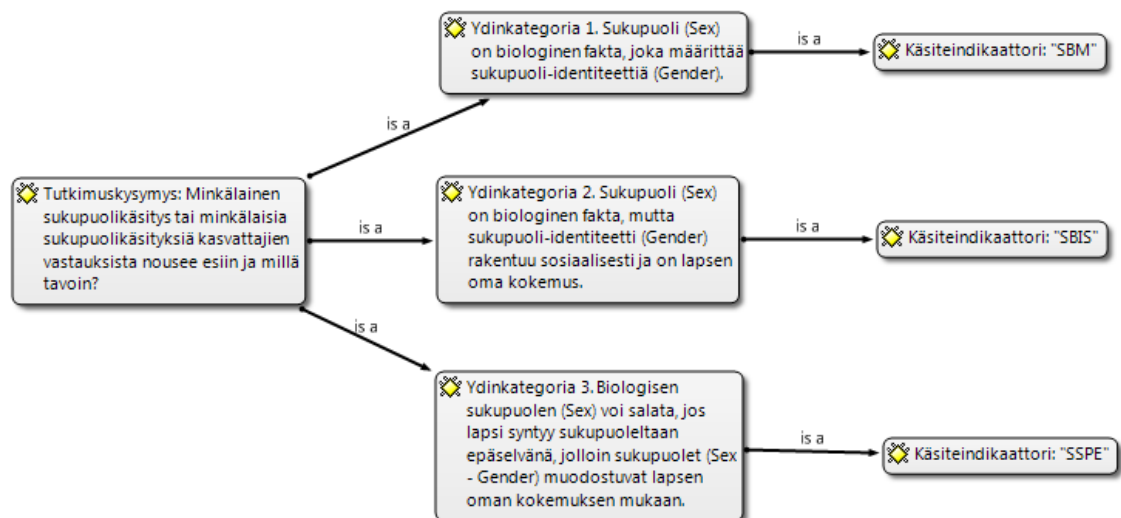 Ydinkategoria 1. Sukupuoli (Sex)
on biologinen fakta, joka määrittää
sukupuoli-identiteettiä (Gender).
is a
Käsiteindikaattori: "SBM"
is a
Tutkimuskysymys: Minkälainen
sukupuolikäsitys tai minkälaisia
sukupuolikäsityksiä kasvattajien
vastauksista nousee esiin ja millä
tavoin?
is a
Ydinkategoria 2. Sukupuoli (Sex)
on biologinen fakta, mutta
sukupuoli-identiteetti (Gender)
rakentuu sosiaalisesti ja on lapsen
oma kokemus.
is a
Käsiteindikaattori: "SBIS"
is a
Ydinkategoria 3. Biologisen
sukupuolen (Sex) voi salata, jos
lapsi syntyy sukupuoleltaan
epäselvänä, jolloin sukupuolet (Sex
- Gender) muodostuvat lapsen
oman kokemuksen mukaan.
is a
Käsiteindikaattori: "SSPE"